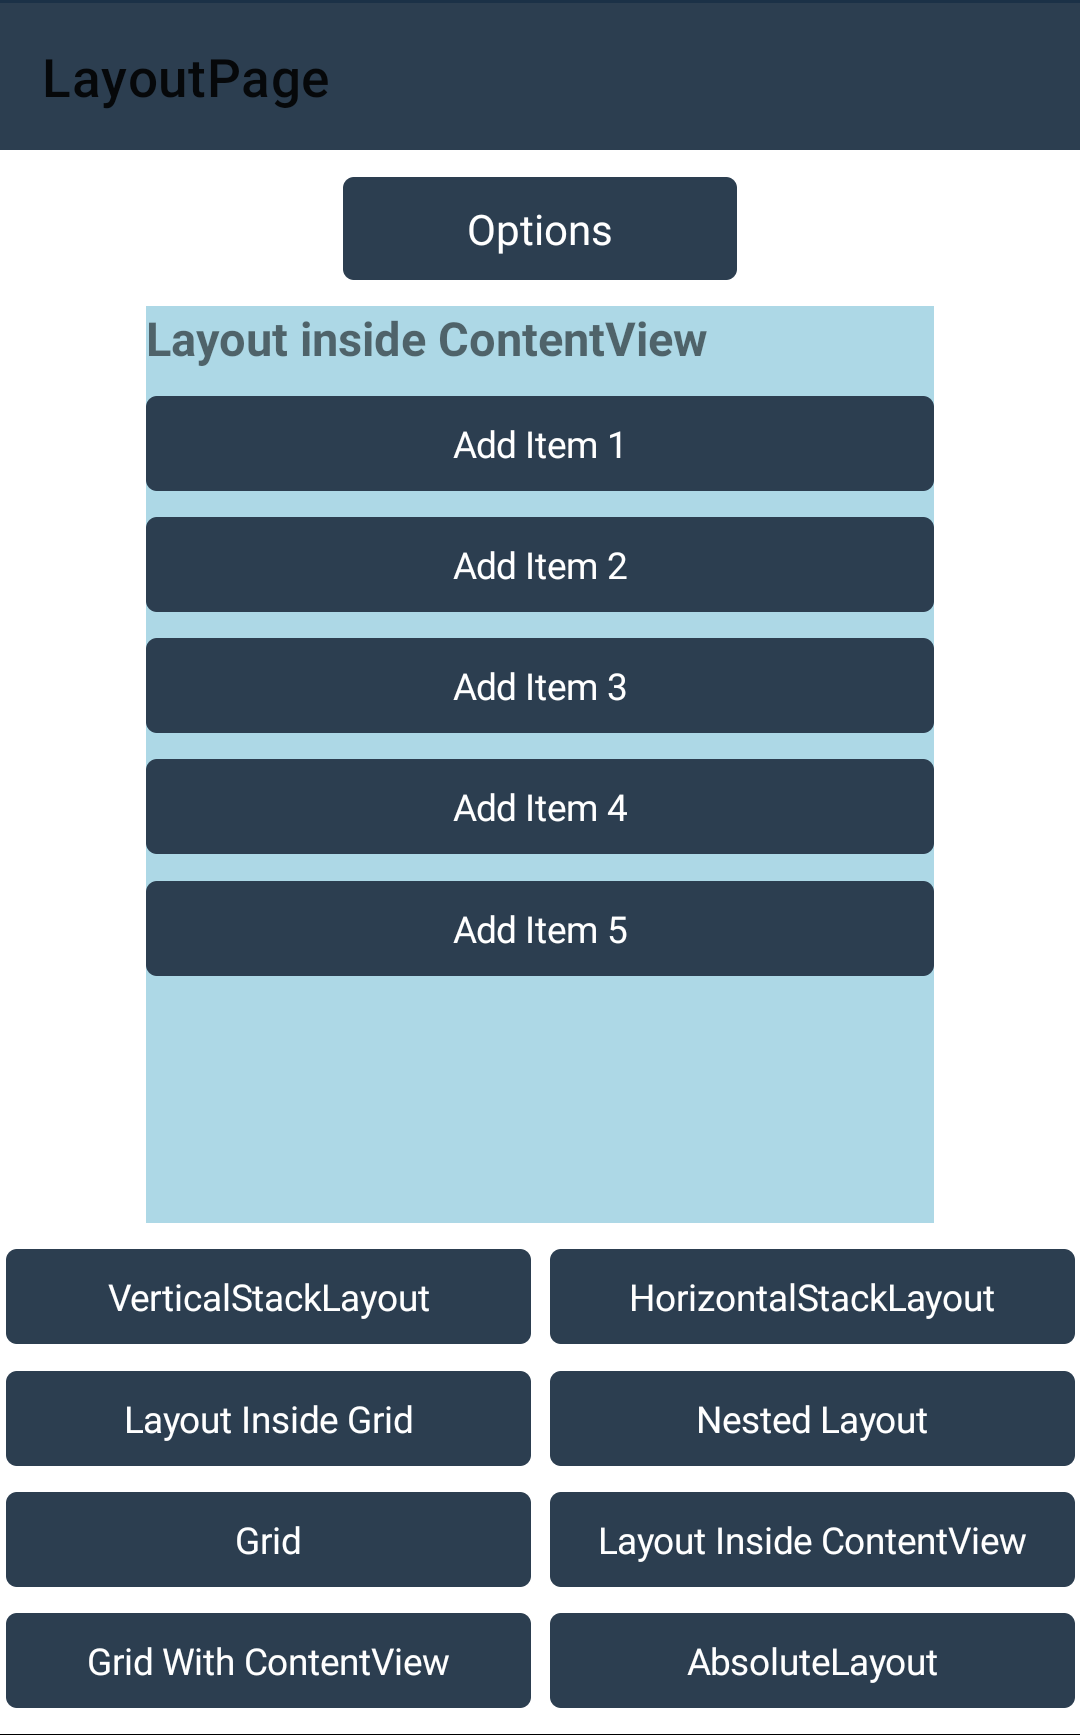 LayoutPage
Options
Layout inside ContentView
Add Item 1
Add Item 2
Add Item 3
Add Item 4
Add Item 5
VerticalStackLayout
HorizontalStackLayout
Layout Inside Grid
Nested Layout
Grid
Layout Inside ContentView
Grid With ContentView
AbsoluteLayout